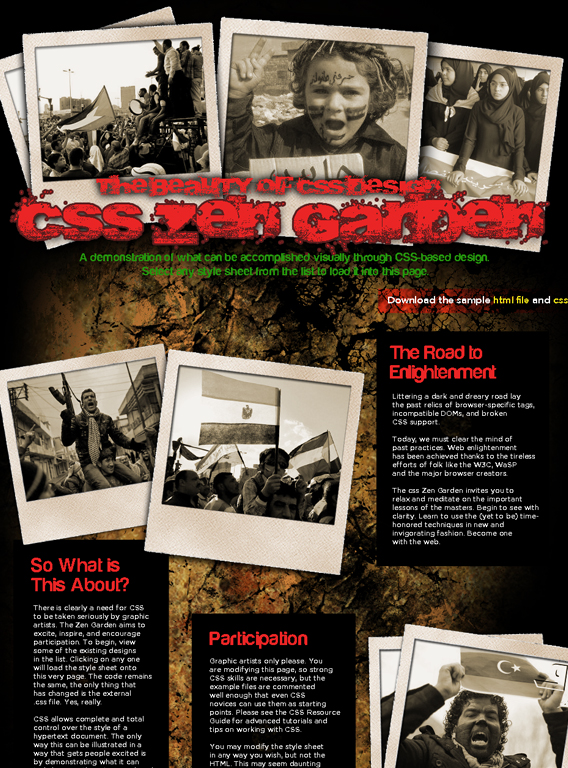 The Beauty of CSS Design
CSS Zen Garden
A demonstration of what can be accomplished visually through CSS-based design.
Select any style sheet from the list to load it into this page.
Download the sample html file and css
The Road to
Enlightenment
Littering a dark and dreary road lay
the past relics of browser-specific tags,
incompatible DOMs, and broken
CSS support.
Today, we must clear the mind of
past practices. Web enlightenment
has been achieved thanks to the tireless
efforts of folk like the W3C, WaSP
and the major browser creators.
The css Zen Garden invites you to
relax and meditate on the important
lessons of the masters. Begin to see with
clarity. Learn to use the (yet to be) time-
honored techniques in new and
invigorating fashion. Become one
with the web.
So What is
This About?
There is clearly a need for CSS
to be taken seriously by graphic
artists. The Zen Garden aims to
excite, inspire, and encourage
participation. To begin, view
some of the existing designs
in the list. Clicking on any one
will load the style sheet onto
this very page. The code remains
the same, the only thing that
has changed is the external
.css file. Yes, really.
CSS allows complete and total
control over the style of a
hypertext document. The only
way this can be illustrated in a
way that gets people excited is
by demonstrating what it can
Participation
Graphic artists only please. You
are modifying this page, so strong
CSS skills are necessary, but the
example files are commented
well enough that even CSS
novices can use them as starting
points. Please see the CSS Resource
Guide for advanced tutorials and
tips on working with CSS.
You may modify the style sheet
in any way you wish, but not the
HTML. This may seem daunting